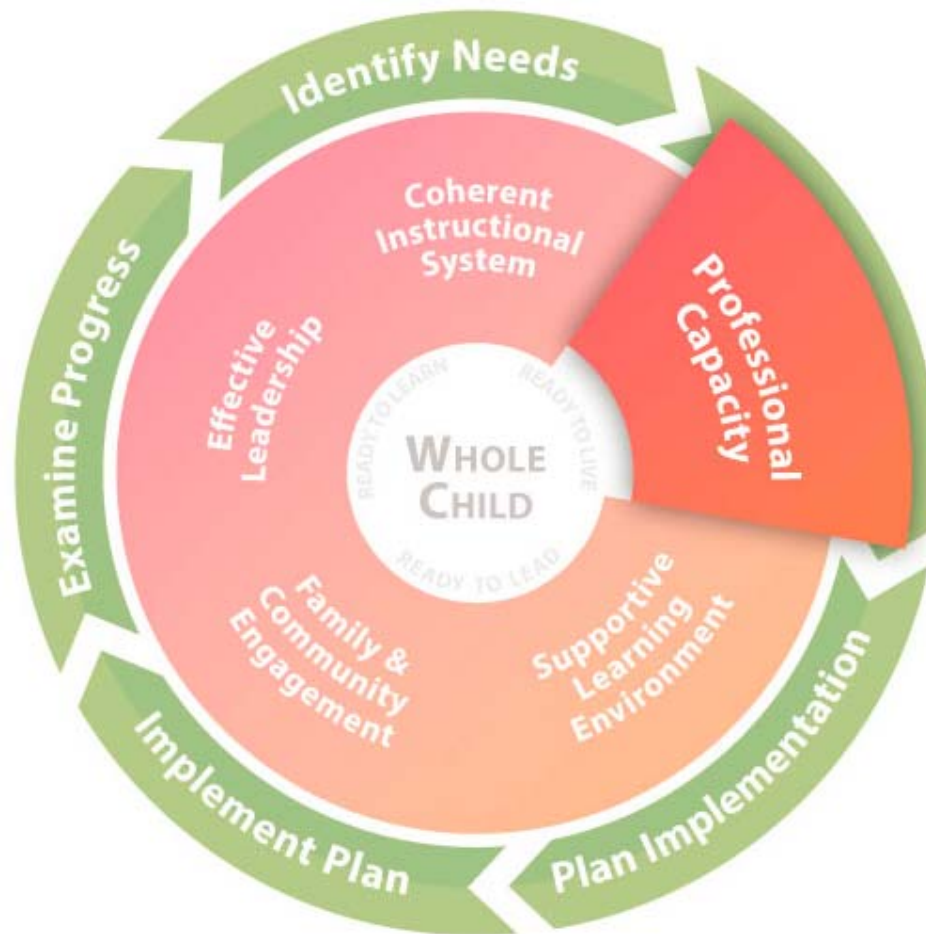 Identify Needs
Coherent
Instructional
System
Professional
Capacity
Supportive
Learning
Environment
Family &
Community
Engagement
Effective
Leadership
READY TO LEARN
READY TO LIVE
READY TO LEAD
WHOLE
CHILD
Plan Implementation
Implement Plan
Examine Progress